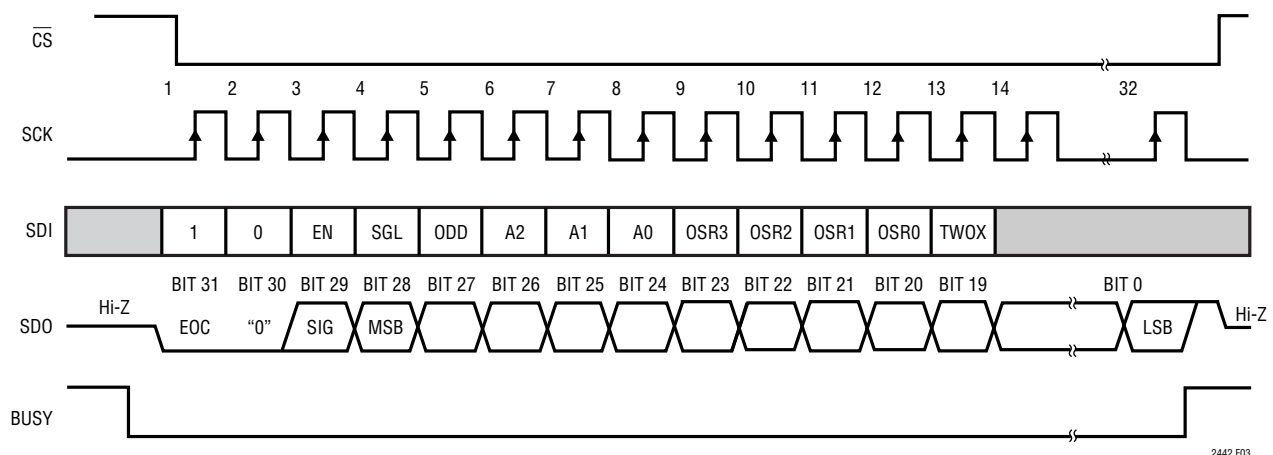 CS
1 2 3 4 5 6 7 8 9 10 11 12 13 14 32
SCK
SDI 1 0 EN SGL ODD A2 A1 A0 OSR3 OSR2 OSR1 OSR0 TWOX
BIT 31 BIT 30 BIT 29 BIT 28 BIT 27 BIT 26 BIT 25 BIT 24 BIT 23 BIT 22 BIT 21 BIT 20 BIT 19 BIT 0
SDO Hi-Z EOC “0” SIG MSB LSB Hi-Z
BUSY
2442 F03